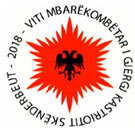 2018 - VITI MBARËKOMBËTAR I GJERGJ KASTRIOTIT SKËNDERBEUT -